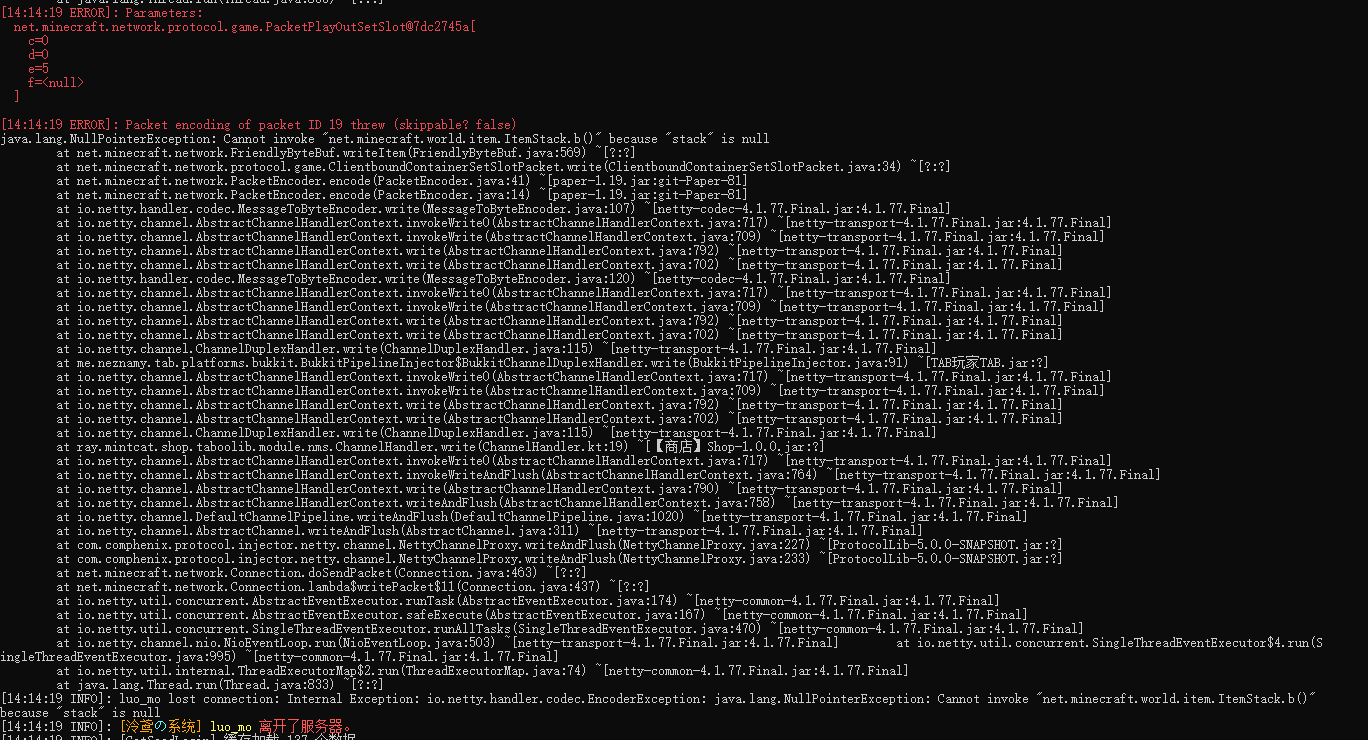 at java.lang.Thread.run(Thread.java:833) ~[?:?]
[14:14:19 ERROR]: Parameters:
net.minecraft.network.protocol.game.PacketPlayOutSetSlot@7dc2745a[
c=0
d=0
e=5
f=<null>
]
[14:14:19 ERROR]: Packet encoding of packet ID 19 threw (skippable? false)
java.lang.NullPointerException: Cannot invoke "net.minecraft.world.item.ItemStack.b()" because "stack" is null
at net.minecraft.network.FriendlyByteBuf.writeItem(FriendlyByteBuf.java:569) ~[?:?]
at net.minecraft.network.protocol.game.ClientboundContainerSetSlotPacket.write(ClientboundContainerSetSlotPacket.java:34) ~[?:?]
at net.minecraft.network.PacketEncoder.encode(PacketEncoder.java:41) ~[paper-1.19.jar:git-Paper-81]
at net.minecraft.network.PacketEncoder.encode(PacketEncoder.java:14) ~[paper-1.19.jar:git-Paper-81]
at io.netty.handler.codec.MessageToByteEncoder.write(MessageToByteEncoder.java:107) ~[netty-codec-4.1.77.Final.jar:4.1.77.Final]
at io.netty.channel.AbstractChannelHandlerContext.invokeWrite0(AbstractChannelHandlerContext.java:717) ~[netty-transport-4.1.77.Final.jar:4.1.77.Final]
at io.netty.channel.AbstractChannelHandlerContext.invokeWrite(AbstractChannelHandlerContext.java:709) ~[netty-transport-4.1.77.Final.jar:4.1.77.Final]
at io.netty.channel.AbstractChannelHandlerContext.write(AbstractChannelHandlerContext.java:792) ~[netty-transport-4.1.77.Final.jar:4.1.77.Final]
at io.netty.channel.AbstractChannelHandlerContext.write(AbstractChannelHandlerContext.java:702) ~[netty-transport-4.1.77.Final.jar:4.1.77.Final]
at io.netty.handler.codec.MessageToByteEncoder.write(MessageToByteEncoder.java:120) ~[netty-codec-4.1.77.Final.jar:4.1.77.Final]
at io.netty.channel.AbstractChannelHandlerContext.invokeWrite0(AbstractChannelHandlerContext.java:717) ~[netty-transport-4.1.77.Final.jar:4.1.77.Final]
at io.netty.channel.AbstractChannelHandlerContext.invokeWrite(AbstractChannelHandlerContext.java:709) ~[netty-transport-4.1.77.Final.jar:4.1.77.Final]
at io.netty.channel.AbstractChannelHandlerContext.write(AbstractChannelHandlerContext.java:792) ~[netty-transport-4.1.77.Final.jar:4.1.77.Final]
at io.netty.channel.AbstractChannelHandlerContext.write(AbstractChannelHandlerContext.java:702) ~[netty-transport-4.1.77.Final.jar:4.1.77.Final]
at io.netty.channel.ChannelDuplexHandler.write(ChannelDuplexHandler.java:115) ~[netty-transport-4.1.77.Final.jar:4.1.77.Final]
at me.neznamy.tab.platforms.bukkit.BukkitPipelineInjector$BukkitChannelDuplexHandler.write(BukkitPipelineInjector.java:91) ~[TAB玩家TAB.jar:?]
at io.netty.channel.AbstractChannelHandlerContext.invokeWrite0(AbstractChannelHandlerContext.java:717) ~[netty-transport-4.1.77.Final.jar:4.1.77.Final]
at io.netty.channel.AbstractChannelHandlerContext.invokeWrite(AbstractChannelHandlerContext.java:709) ~[netty-transport-4.1.77.Final.jar:4.1.77.Final]
at io.netty.channel.AbstractChannelHandlerContext.write(AbstractChannelHandlerContext.java:792) ~[netty-transport-4.1.77.Final.jar:4.1.77.Final]
at io.netty.channel.AbstractChannelHandlerContext.write(AbstractChannelHandlerContext.java:702) ~[netty-transport-4.1.77.Final.jar:4.1.77.Final]
at io.netty.channel.ChannelDuplexHandler.write(ChannelDuplexHandler.java:115) ~[netty-transport-4.1.77.Final.jar:4.1.77.Final]
at ray.mintcat.shop.taboolib.module.nms.ChannelHandler.write(ChannelHandler.kt:19) ~[【商店】Shop-1.0.0.jar:?]
at io.netty.channel.AbstractChannelHandlerContext.invokeWrite0(AbstractChannelHandlerContext.java:717) ~[netty-transport-4.1.77.Final.jar:4.1.77.Final]
at io.netty.channel.AbstractChannelHandlerContext.invokeWriteAndFlush(AbstractChannelHandlerContext.java:764) ~[netty-transport-4.1.77.Final.jar:4.1.77.Final]
at io.netty.channel.AbstractChannelHandlerContext.write(AbstractChannelHandlerContext.java:790) ~[netty-transport-4.1.77.Final.jar:4.1.77.Final]
at io.netty.channel.AbstractChannelHandlerContext.writeAndFlush(AbstractChannelHandlerContext.java:758) ~[netty-transport-4.1.77.Final.jar:4.1.77.Final]
at io.netty.channel.DefaultChannelPipeline.writeAndFlush(DefaultChannelPipeline.java:1020) ~[netty-transport-4.1.77.Final.jar:4.1.77.Final]
at io.netty.channel.AbstractChannel.writeAndFlush(AbstractChannel.java:311) ~[netty-transport-4.1.77.Final.jar:4.1.77.Final]
at com.comphenix.protocol.injector.netty.channel.NettyChannelProxy.writeAndFlush(NettyChannelProxy.java:227) ~[ProtocolLib-5.0.0-SNAPSHOT.jar:?]
at com.comphenix.protocol.injector.netty.channel.NettyChannelProxy.writeAndFlush(NettyChannelProxy.java:233) ~[ProtocolLib-5.0.0-SNAPSHOT.jar:?]
at net.minecraft.network.Connection.doSendPacket(Connection.java:463) ~[?:?]
at net.minecraft.network.Connection.lambda$writePacket$11(Connection.java:437) ~[?:?]
at io.netty.util.concurrent.AbstractEventExecutor.runTask(AbstractEventExecutor.java:174) ~[netty-common-4.1.77.Final.jar:4.1.77.Final]
at io.netty.util.concurrent.AbstractEventExecutor.safeExecute(AbstractEventExecutor.java:167) ~[netty-common-4.1.77.Final.jar:4.1.77.Final]
at io.netty.util.concurrent.SingleThreadEventExecutor.runAllTasks(SingleThreadEventExecutor.java:470) ~[netty-common-4.1.77.Final.jar:4.1.77.Final]
at io.netty.channel.nio.NioEventLoop.run(NioEventLoop.java:503) ~[netty-transport-4.1.77.Final.jar:4.1.77.Final] at io.netty.util.concurrent.SingleThreadEventExecutor$4.run(S
ingleThreadEventExecutor.java:995) ~[netty-common-4.1.77.Final.jar:4.1.77.Final]
at io.netty.util.internal.ThreadExecutorMap$2.run(ThreadExecutorMap.java:74) ~[netty-common-4.1.77.Final.jar:4.1.77.Final]
at java.lang.Thread.run(Thread.java:833) ~[?:?]
[14:14:19 INFO]: luo_mo lost connection: Internal Exception: io.netty.handler.codec.EncoderException: java.lang.NullPointerException: Cannot invoke "net.minecraft.world.item.ItemStack.b()"
because "stack" is null
[14:14:19 INFO]: [泠鸢の系统] luo_mo 离开了服务器。